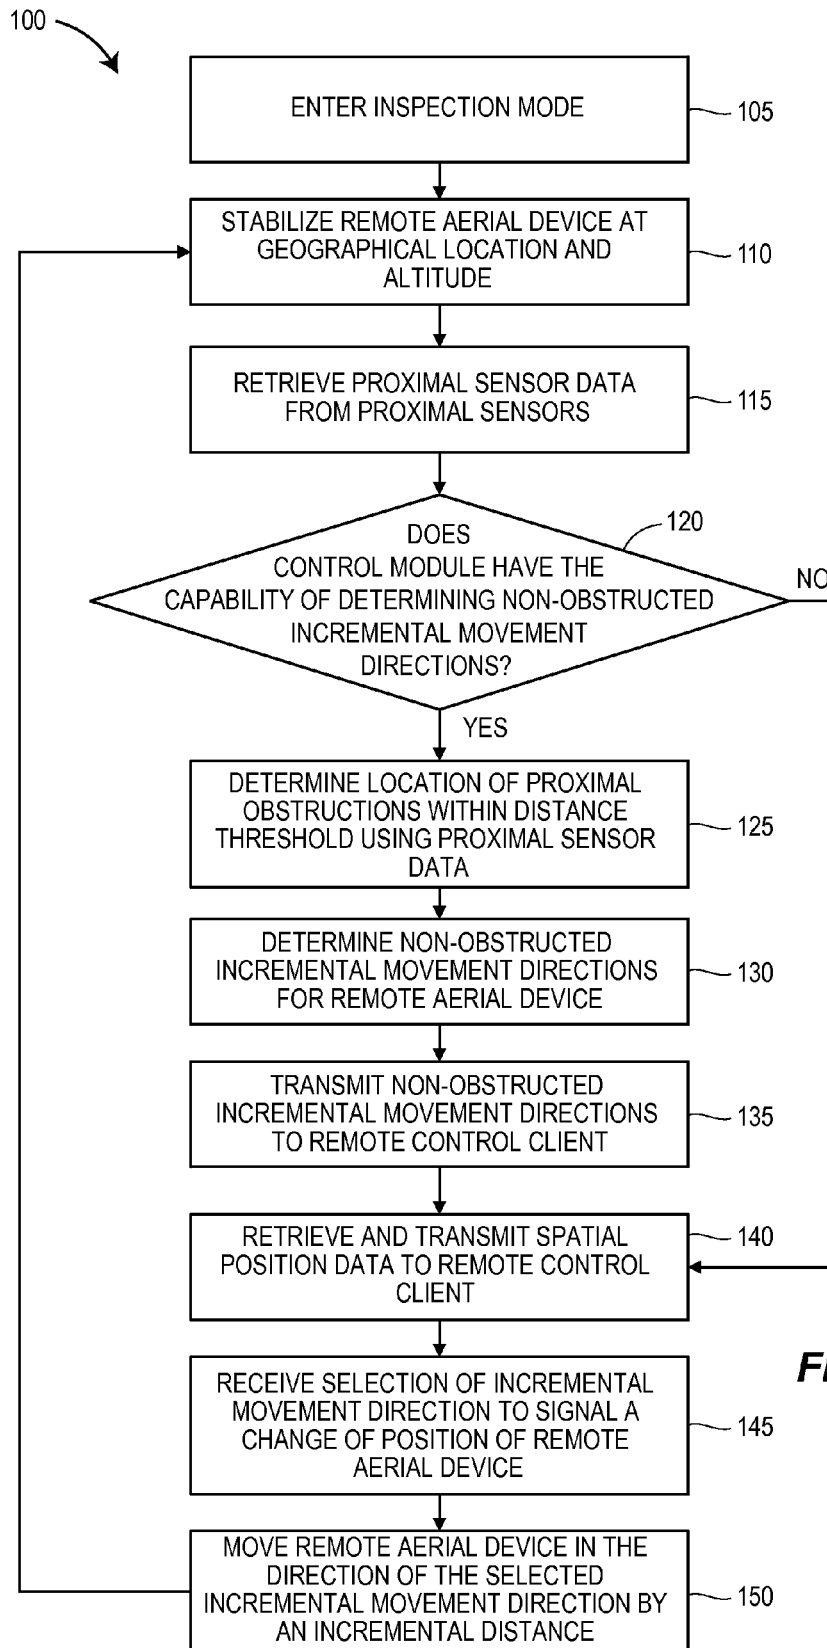 100
ENTER INSPECTION MODE
105
STABILIZE REMOTE AERIAL DEVICE AT
GEOGRAPHICAL LOCATION AND
ALTITUDE
110
RETRIEVE PROXIMAL SENSOR DATA
FROM PROXIMAL SENSORS
115
120
DOES
CONTROL MODULE HAVE THE
CAPABILITY OF DETERMINING NON-OBSTRUCTED
INCREMENTAL MOVEMENT
DIRECTIONS?
NO
YES
DETERMINE LOCATION OF PROXIMAL
OBSTRUCTIONS WITHIN DISTANCE
THRESHOLD USING PROXIMAL SENSOR
DATA
125
DETERMINE NON-OBSTRUCTED
INCREMENTAL MOVEMENT DIRECTIONS
FOR REMOTE AERIAL DEVICE
130
TRANSMIT NON-OBSTRUCTED
INCREMENTAL MOVEMENT DIRECTIONS
TO REMOTE CONTROL CLIENT
135
RETRIEVE AND TRANSMIT SPATIAL
POSITION DATA TO REMOTE CONTROL
CLIENT
140
RECEIVE SELECTION OF INCREMENTAL
MOVEMENT DIRECTION TO SIGNAL A
CHANGE OF POSITION OF REMOTE
AERIAL DEVICE
145
MOVE REMOTE AERIAL DEVICE IN THE
DIRECTION OF THE SELECTED
INCREMENTAL MOVEMENT DIRECTION BY
AN INCREMENTAL DISTANCE
150